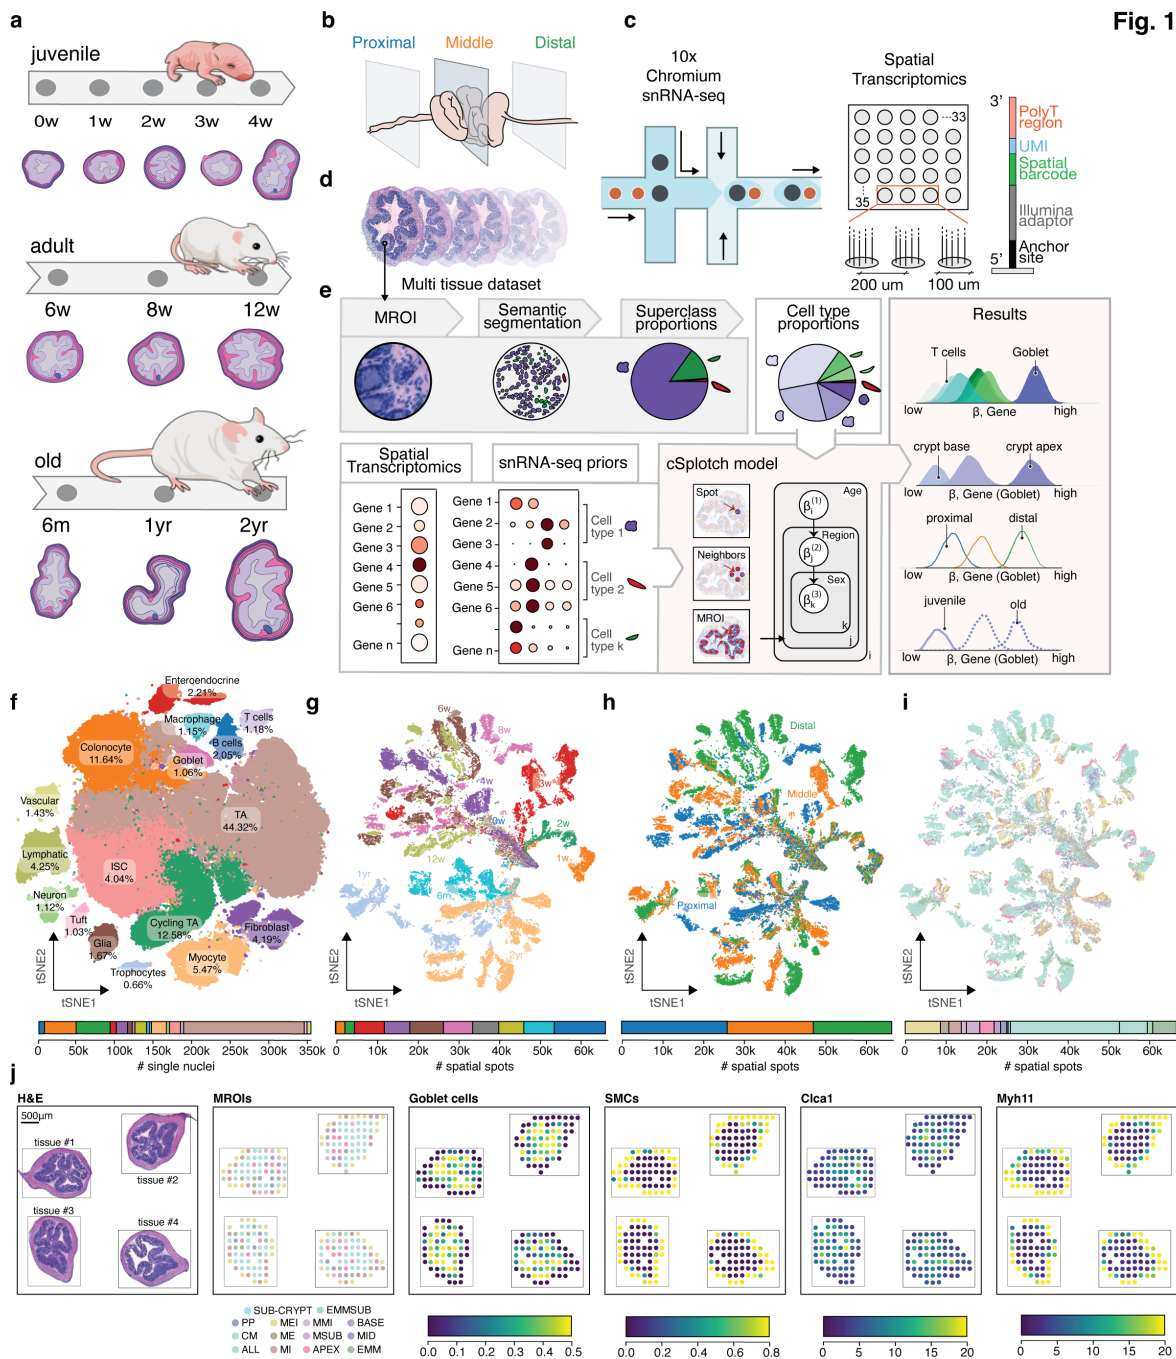 Fig. 1
a
juvenile
0w 1w 2w 3w 4w
adult
6w 8w 12w
old
6m 1yr 2yr
b
Proximal Middle Distal
c
10x
Chromium
snRNA-seq
Spatial
Transcriptomics
33
35
200 um 100 um
3’
PolyT
region
UMI
Spatial
barcode
Illumina
adaptor
Anchor
site
5’
d
Multi tissue dataset
e
MROI
Semantic
segmentation
Superclass
proportions
Cell type
proportions
Results
T cells Goblet
low high
β, Gene
crypt base crypt apex
low high
β, Gene (Goblet)
proximal distal
low high
β, Gene (Goblet)
juvenile old
low high
β, Gene (Goblet)
Spatial
Transcriptomics
Gene 1
Gene 2
Gene 3
Gene 4
Gene 5
Gene 6
Gene n
snRNA-seq priors
Gene 1
Gene 2
Gene 3
Gene 4
Gene 5
Gene 6
Gene n
Cell
type 1
Cell
type 2
Cell
type k
cSplotch model
Spot
Neighbors
MROI
Age
βi(1)
Region
βj(2)
Sex
βk(3)
k
j
i
f
Enteroendocrine
2.21%
Macrophage
1.15%
T cells
1.18%
B cells
2.05%
Colonocyte
11.64%
Goblet
1.06%
Vascular
1.43%
TA
44.32%
Lymphatic
4.25%
ISC
4.04%
Neuron
1.12%
Tuft
1.03%
Cycling TA
12.58%
Fibroblast
4.19%
Glia
1.67%
Myocyte
5.47%
Trophocytes
0.66%
tSNE2
tSNE1
0 50k 100k 150k 200k 250k 300k 350k
# single nuclei
g
6w
8w
4w
3w
0w
2w
12w
1w
1yr
6m
2yr
tSNE2
tSNE1
0 10k 20k 30k 40k 50k 60k
# spatial spots
h
Distal
Middle
Proximal
tSNE2
tSNE1
0 10k 20k 30k 40k 50k 60k
# spatial spots
i
tSNE2
tSNE1
0 10k 20k 30k 40k 50k 60k
# spatial spots
j
H&E
500μm
tissue #1
tissue #2
tissue #3
tissue #4
MROIs
SUB-CRYPT EMMSUB
PP MEI MMI BASE
CM ME MSUB MID
ALL MI APEX EMM
Goblet cells
0.0 0.1 0.2 0.3 0.4 0.5
SMCs
0.0 0.2 0.4 0.6 0.8
Clca1
0 5 10 15 20
Myh11
0 5 10 15 20